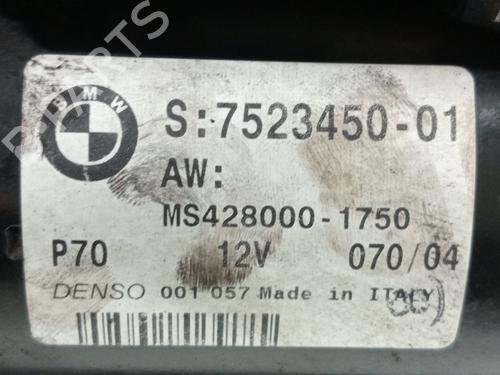 BMW
S:7523450-01
AW:
MS428000-1750
P70 12V 070/04
DENSO 001 057 Made in ITALY